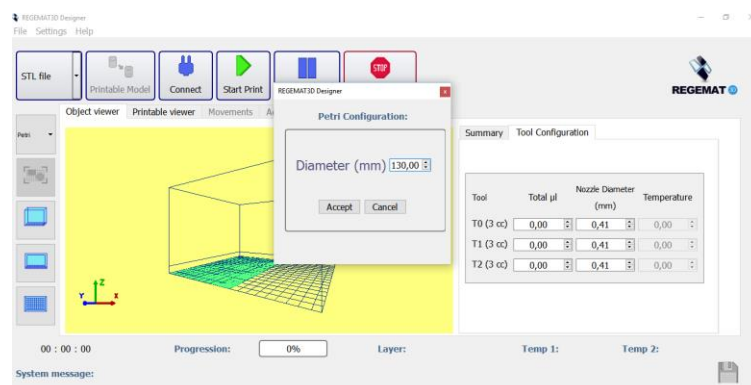 REGEMAT3D Designer
File Settings Help
STL file
Printable Model
Connect
Start Print
STOP
REGEMAT
Object viewer Printable viewer Movements
REGEMAT3D Designer
Petri Configuration:
Diameter (mm) 130,00
Accept Cancel
Petri
Z
Y X
Summary Tool Configuration
Tool Total µl Nozzle Diameter (mm) Temperature
T0 (3 cc) 0,00 0,41 0,00
T1 (3 cc) 0,00 0,41 0,00
T2 (3 cc) 0,00 0,41 0,00
00 : 00 : 00 Progression: 0% Layer: Temp 1: Temp 2:
System message: